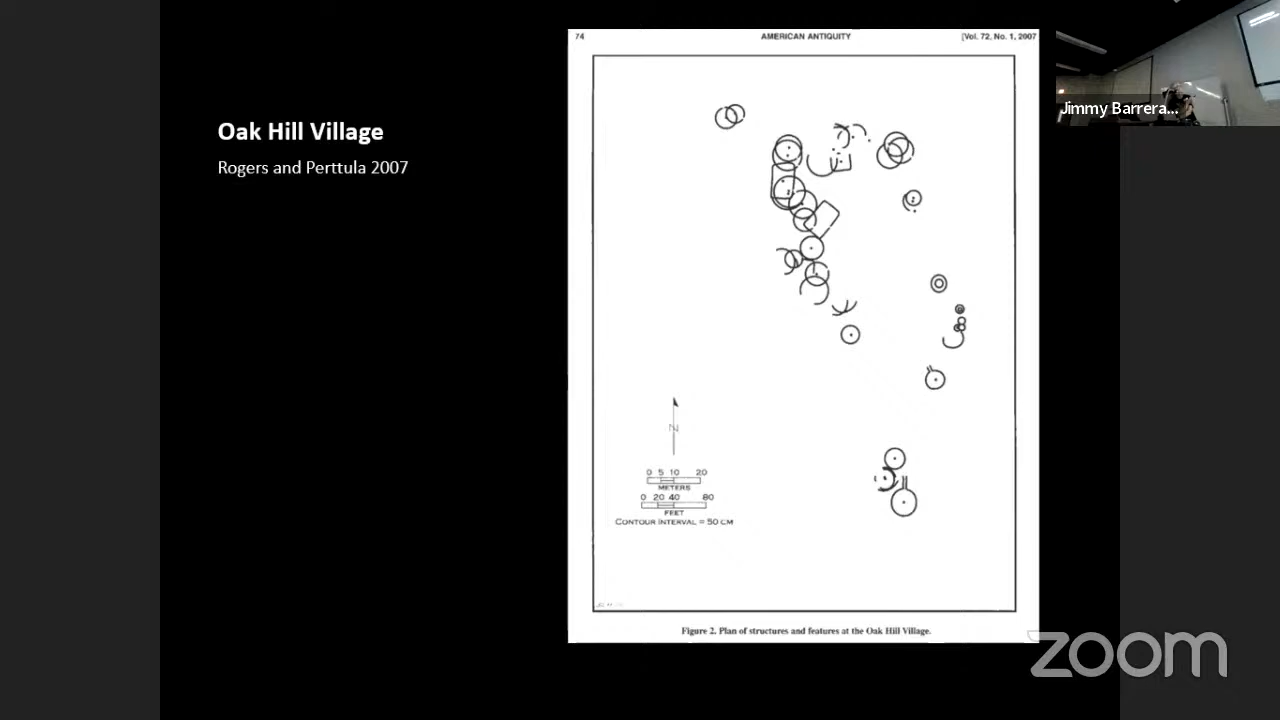 Oak Hill Village
Rogers and Perttula 2007
74 AMERICAN ANTIQUITY [Vol. 72, No. 1, 2007
N
0 5 10 20
METERS
0 20 40 80
FEET
CONTOUR INTERVAL = 50 CM
Figure 2. Plan of structures and features at the Oak Hill Village.
Jimmy Barrera...
zoom